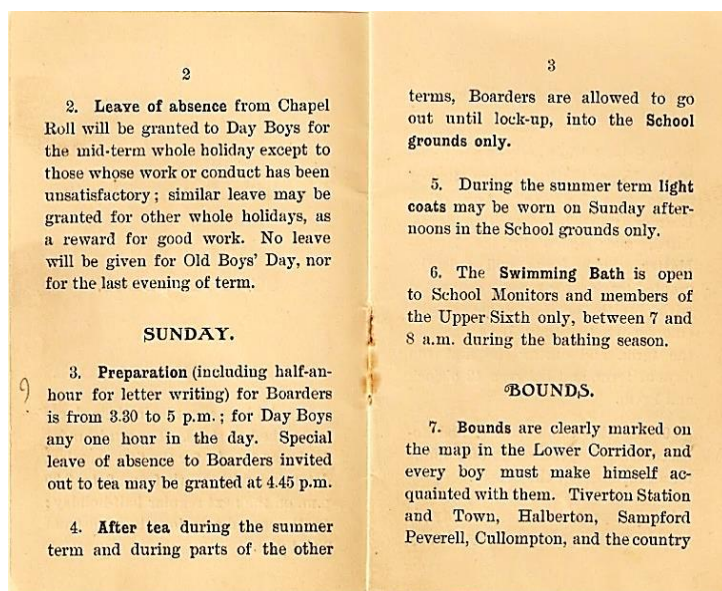 2
2. Leave of absence from Chapel
Roll will be granted to Day Boys for
the mid-term whole holiday except to
those whose work or conduct has been
unsatisfactory; similar leave may be
granted for other whole holidays, as
a reward for good work. No leave
will be given for Old Boys' Day, nor
for the last evening of term.
SUNDAY.
3. Preparation (including half-an-
hour for letter writing) for Boarders
is from 3.30 to 5 p.m.; for Day Boys
any one hour in the day. Special
leave of absence to Boarders invited
out to tea may be granted at 4.45 p.m.
4. After tea during the summer
term and during parts of the other
3
terms, Boarders are allowed to go
out until lock-up, into the School
grounds only.
5. During the summer term light
coats may be worn on Sunday after-
noons in the School grounds only.
6. The Swimming Bath is open
to School Monitors and members of
the Upper Sixth only, between 7 and
8 a.m. during the bathing season.
BOUNDS.
7. Bounds are clearly marked on
the map in the Lower Corridor, and
every boy must make himself ac-
quainted with them. Tiverton Station
and Town, Halberton, Sampford
Peverell, Cullompton, and the country